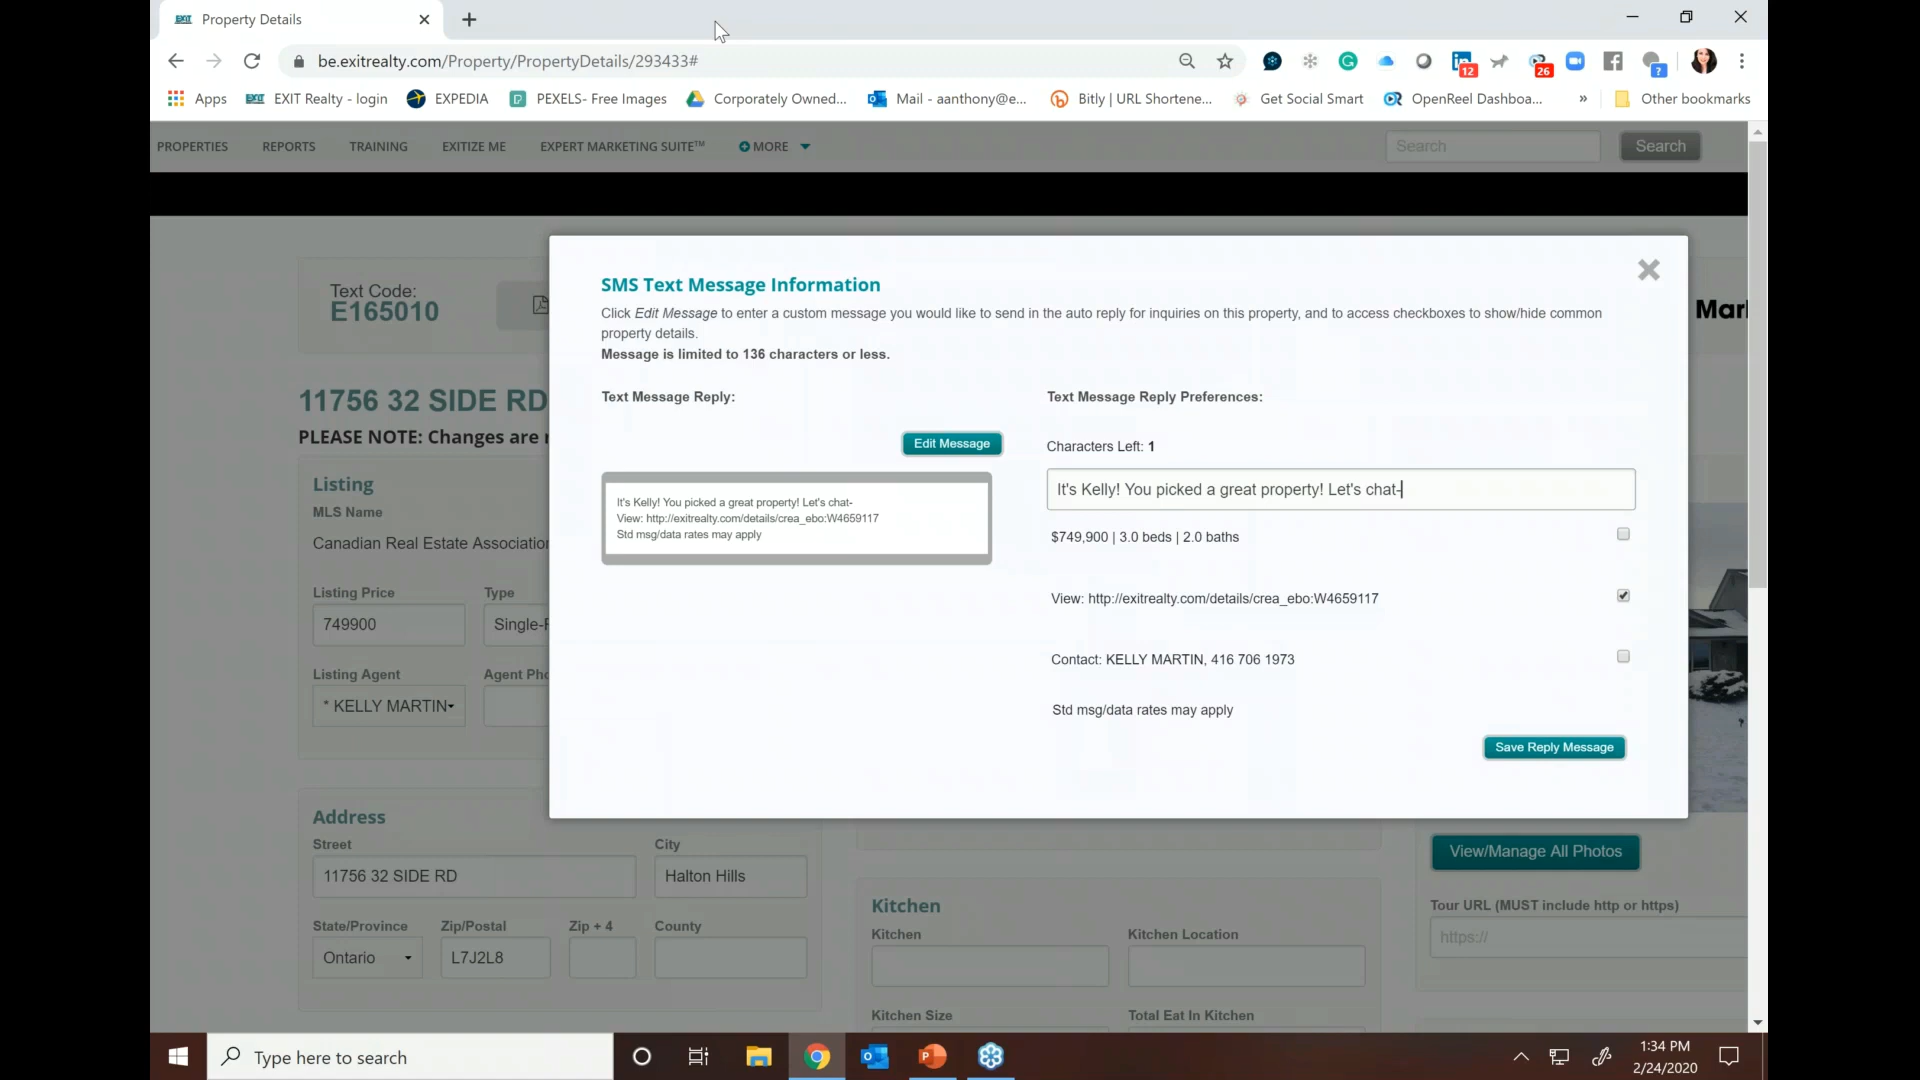 EXIT Property Details
be.exitrealty.com/Property/PropertyDetails/293433#
12
26
?
Apps
EXIT EXIT Realty - login
EXPEDIA
PEXELS- Free Images
Corporately Owned...
Mail - aanthony@e...
Bitly | URL Shortene...
Get Social Smart
OpenReel Dashboa...
»
Other bookmarks
PROPERTIES
REPORTS
TRAINING
EXITIZE ME
EXPERT MARKETING SUITE™
MORE
Search
Search
Text Code:
E165010
Mar
SMS Text Message Information
Click Edit Message to enter a custom message you would like to send in the auto reply for inquiries on this property, and to access checkboxes to show/hide common
property details.
Message is limited to 136 characters or less.
Text Message Reply:
Edit Message
It's Kelly! You picked a great property! Let's chat-
View: http://exitrealty.com/details/crea_ebo:W4659117
Std msg/data rates may apply
Text Message Reply Preferences:
Characters Left: 1
It's Kelly! You picked a great property! Let's chat-
$749,900 | 3.0 beds | 2.0 baths
View: http://exitrealty.com/details/crea_ebo:W4659117
Contact: KELLY MARTIN, 416 706 1973
Std msg/data rates may apply
Save Reply Message
11756 32 SIDE RD
PLEASE NOTE: Changes are
Listing
MLS Name
Canadian Real Estate Association
Listing Price
Type
749900
Single-F
Listing Agent
Agent Pho
* KELLY MARTIN
Address
Street
City
11756 32 SIDE RD
Halton Hills
State/Province
Zip/Postal
Zip + 4
County
Ontario
L7J2L8
Kitchen
Kitchen
Kitchen Location
Kitchen Size
Total Eat In Kitchen
View/Manage All Photos
Tour URL (MUST include http or https)
https://
Type here to search
1:34 PM
2/24/2020